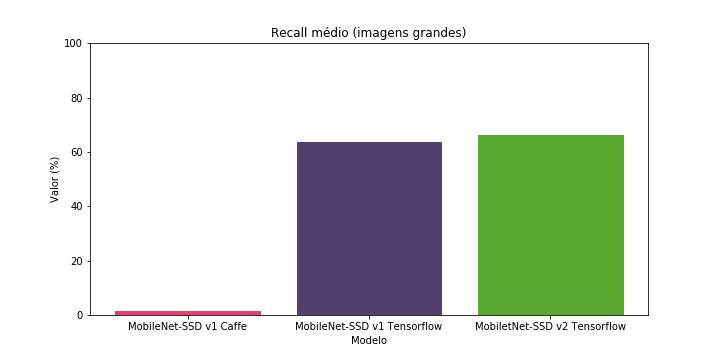 Recall médio (imagens grandes)
100
80
60
40
20
0
Valor (%)
MobileNet-SSD v1 Caffe
MobileNet-SSD v1 Tensorflow
MobiletNet-SSD v2 Tensorflow
Modelo